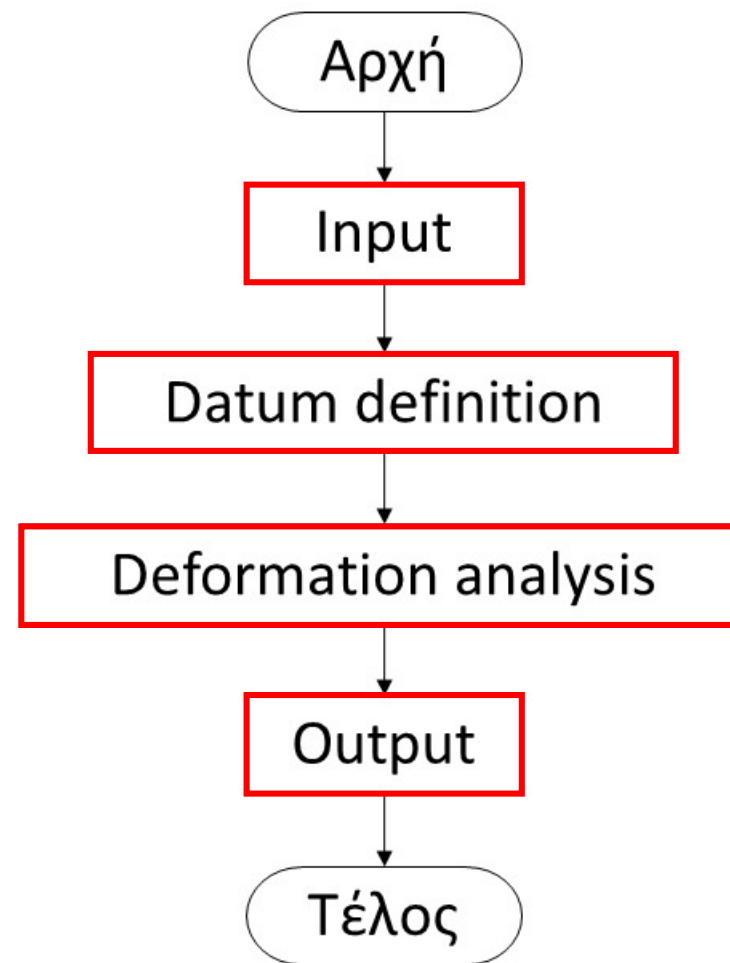 Αρχή
Input
Datum definition
Deformation analysis
Output
Τέλος